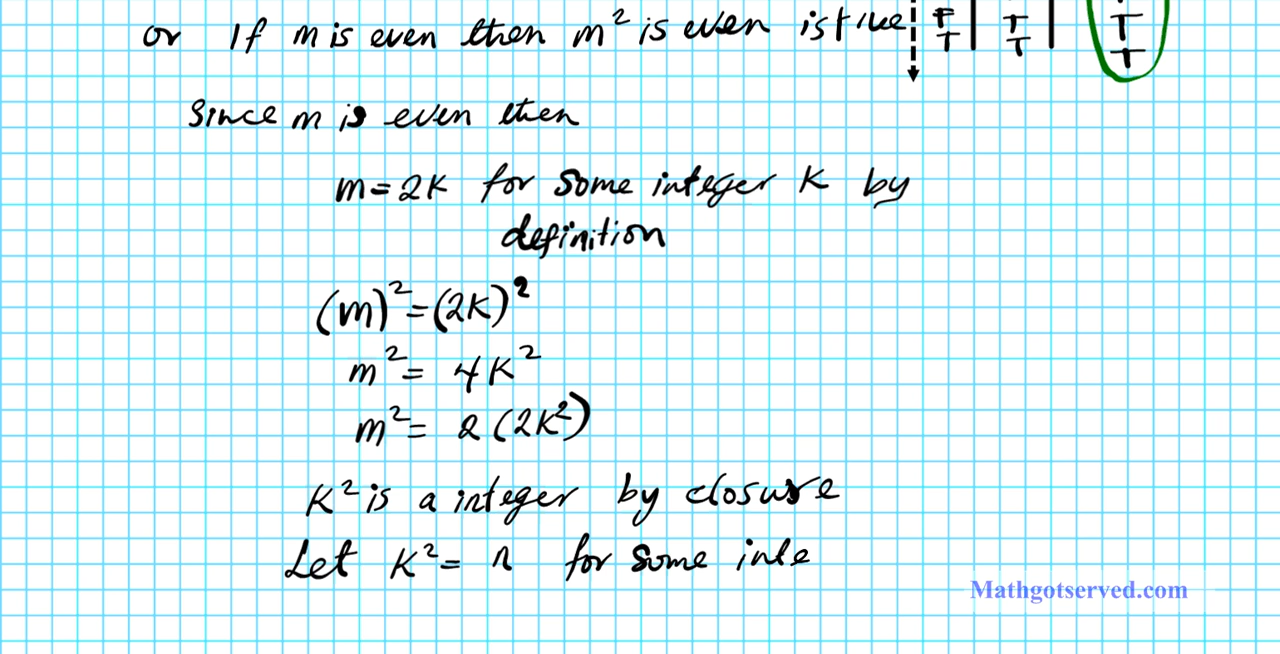 or If m is even then m² is even is true F T T
T T T
Since m is even then
m = 2K for some integer K by
definition
(m)² = (2K)²
m² = 4K²
m² = 2(2K²)
K² is a integer by closure
Let K² = r for some inte
Mathgotserved.com